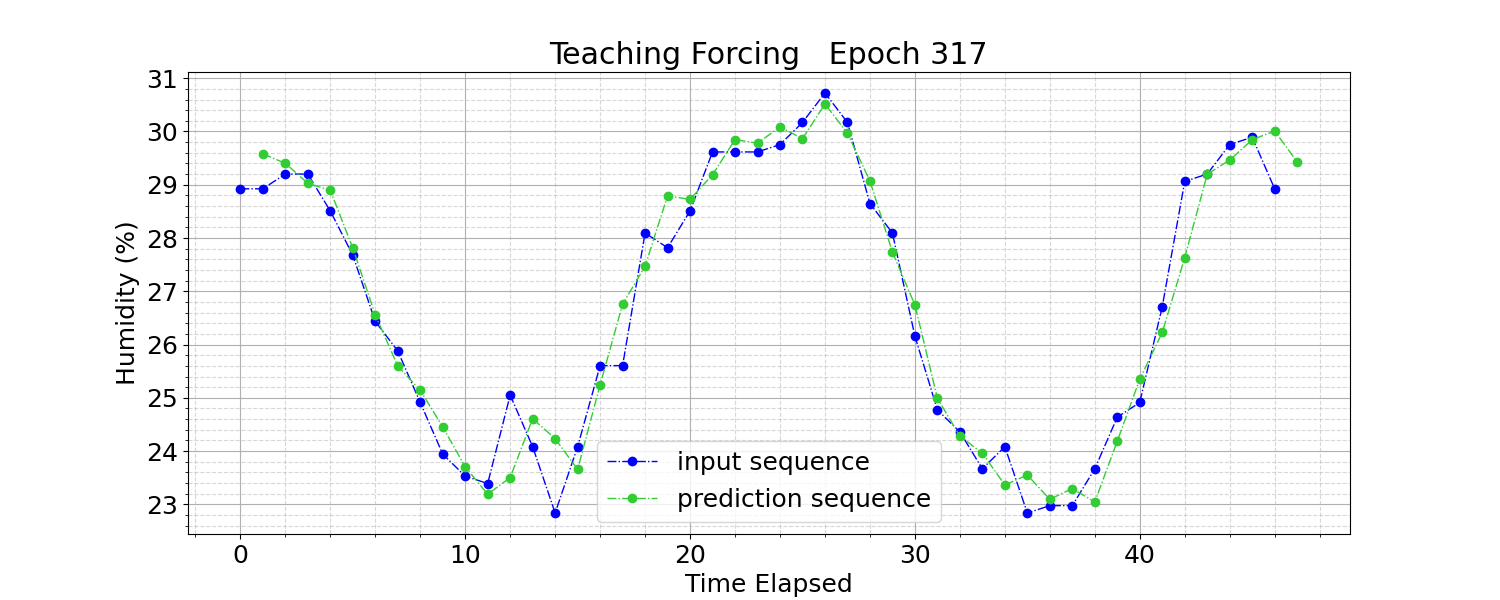 Teaching Forcing   Epoch 317
31
30
29
28
27
26
25
24
23
Humidity (%)
input sequence
prediction sequence
0 10 20 30 40
Time Elapsed